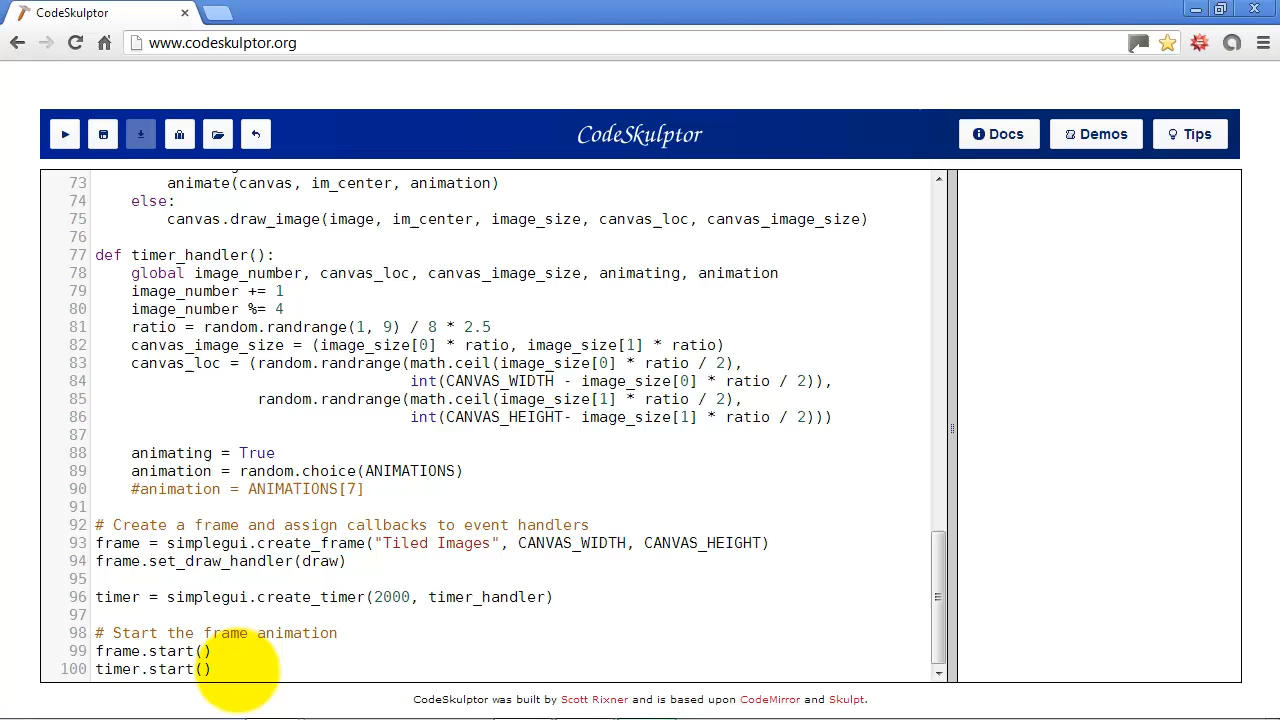 CodeSkulptor
www.codeskulptor.org
CodeSkulptor
Docs
Demos
Tips
73 animate(canvas, im_center, animation)
74 else:
75 canvas.draw_image(image, im_center, image_size, canvas_loc, canvas_image_size)
76
77 def timer_handler():
78 global image_number, canvas_loc, canvas_image_size, animating, animation
79 image_number += 1
80 image_number %= 4
81 ratio = random.randrange(1, 9) / 8 * 2.5
82 canvas_image_size = (image_size[0] * ratio, image_size[1] * ratio)
83 canvas_loc = (random.randrange(math.ceil(image_size[0] * ratio / 2),
84 int(CANVAS_WIDTH - image_size[0] * ratio / 2)),
85 random.randrange(math.ceil(image_size[1] * ratio / 2),
86 int(CANVAS_HEIGHT- image_size[1] * ratio / 2)))
87
88 animating = True
89 animation = random.choice(ANIMATIONS)
90 #animation = ANIMATIONS[7]
91
92 # Create a frame and assign callbacks to event handlers
93 frame = simplegui.create_frame("Tiled Images", CANVAS_WIDTH, CANVAS_HEIGHT)
94 frame.set_draw_handler(draw)
95
96 timer = simplegui.create_timer(2000, timer_handler)
97
98 # Start the frame animation
99 frame.start()
100 timer.start()
CodeSkulptor was built by Scott Rixner and is based upon CodeMirror and Skulpt.